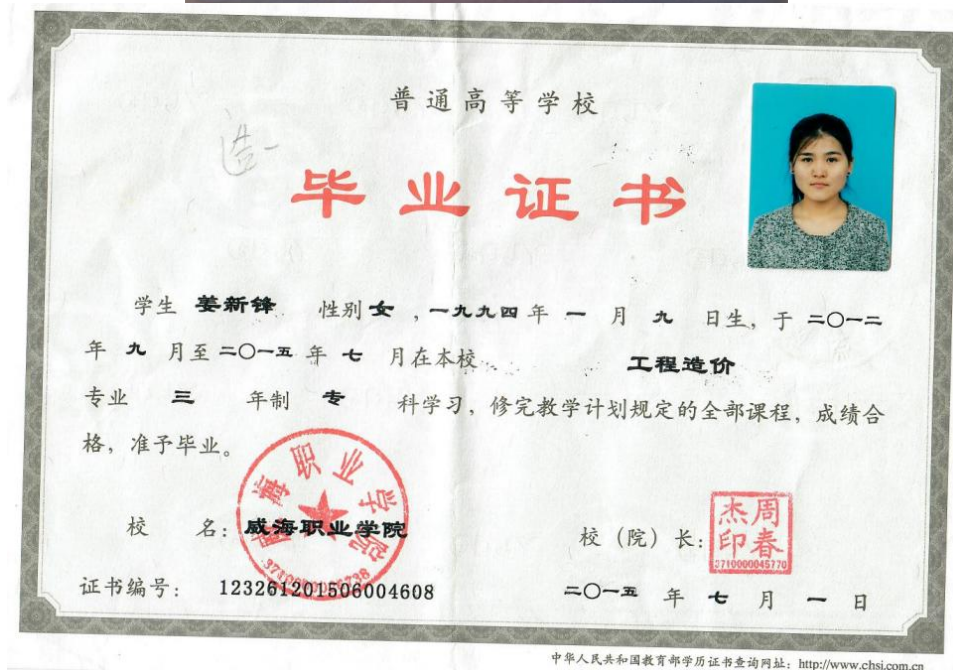 普通高等学校
造一
毕业证书
学生 姜新锋 性别 女 ，一九九四 年 一 月 九 日生，于 二〇一二
年 九 月至 二〇一五 年 七 月在本校 工程造价
专业 三 年制 专 科学习，修完教学计划规定的全部课程，成绩合
格，准予毕业。
威海职业学院
校 名：威海职业学院
校（院）长：
周春杰印
3710000045770
证书编号： 123261201506004608
二〇一五 年 七 月 一 日
中华人民共和国教育部学历证书查询网址：http://www.chsi.com.cn